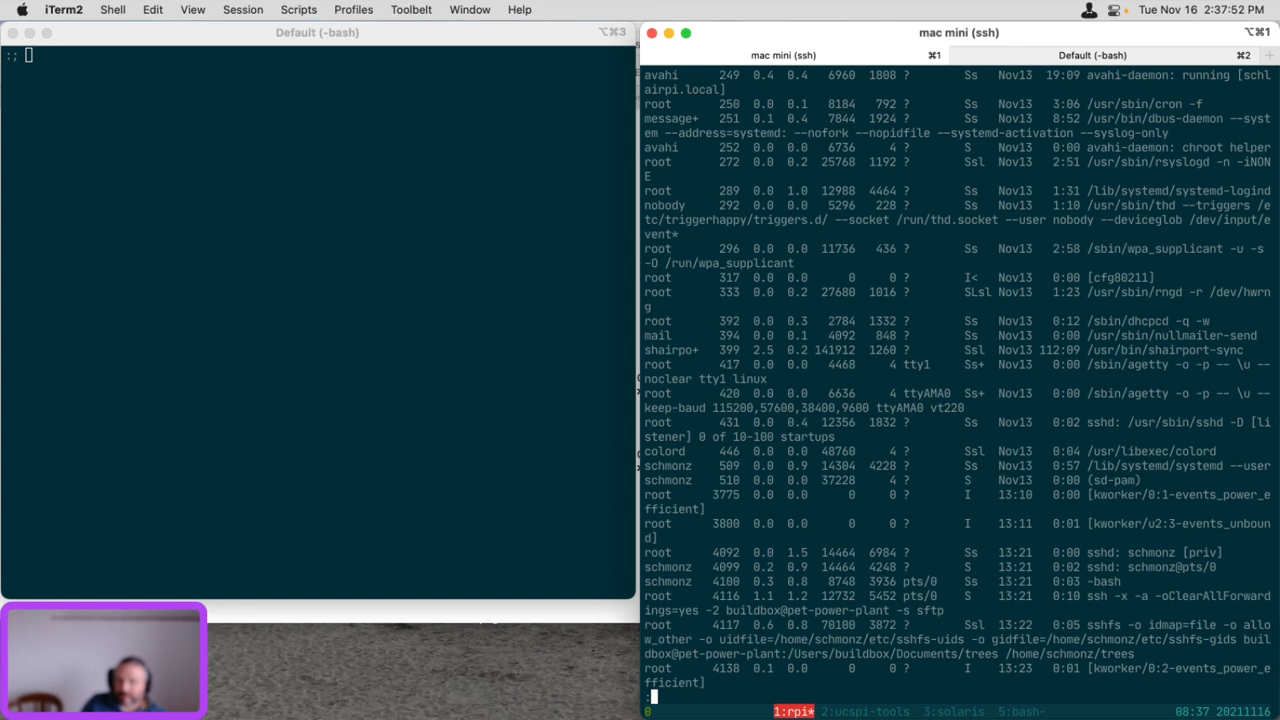 iTerm2 Shell Edit View Session Scripts Profiles Toolbelt Window Help Tue Nov 16 2:37:52 PM
Default (-bash) ⌥⌘3
:;
mac mini (ssh) ⌥⌘1
mac mini (ssh) ⌘1 Default (-bash) ⌘2 +
avahi 249 0.4 0.4 6960 1808 ? Ss Nov13 19:09 avahi-daemon: running [schl
airpi.local]
root 250 0.0 0.1 8184 792 ? Ss Nov13 3:06 /usr/sbin/cron -f
message+ 251 0.1 0.4 7844 1924 ? Ss Nov13 8:52 /usr/bin/dbus-daemon --syst
em --address=systemd: --nofork --nopidfile --systemd-activation --syslog-only
avahi 252 0.0 0.0 6736 4 ? S Nov13 0:00 avahi-daemon: chroot helper
root 272 0.0 0.2 25768 1192 ? Ssl Nov13 2:51 /usr/sbin/rsyslogd -n -iNON
E
root 289 0.0 1.0 12988 4464 ? Ss Nov13 1:31 /lib/systemd/systemd-logind
nobody 292 0.0 0.0 5296 228 ? Ss Nov13 1:10 /usr/sbin/thd --triggers /e
tc/triggerhappy/triggers.d/ --socket /run/thd.socket --user nobody --deviceglob /dev/input/e
vent*
root 296 0.0 0.0 11736 436 ? Ss Nov13 2:58 /sbin/wpa_supplicant -u -s
-O /run/wpa_supplicant
root 317 0.0 0.0 0 0 ? I< Nov13 0:00 [cfg80211]
root 333 0.0 0.2 27680 1016 ? SLsl Nov13 1:23 /usr/sbin/rngd -r /dev/hwrn
g
root 392 0.0 0.3 2784 1332 ? Ss Nov13 0:12 /sbin/dhcpcd -q -w
mail 394 0.0 0.1 4092 848 ? Ss Nov13 0:00 /usr/sbin/nullmailer-send
shairpo+ 399 2.5 0.2 141912 1260 ? Ssl Nov13 112:09 /usr/bin/shairport-sync
root 417 0.0 0.0 4468 4 tty1 Ss+ Nov13 0:00 /sbin/agetty -o -p -- \u --
noclear tty1 linux
root 420 0.0 0.0 6636 4 ttyAMA0 Ss+ Nov13 0:00 /sbin/agetty -o -p -- \u --
keep-baud 115200,57600,38400,9600 ttyAMA0 vt220
root 431 0.0 0.4 12356 1832 ? Ss Nov13 0:02 sshd: /usr/sbin/sshd -D [li
stener] 0 of 10-100 startups
colord 446 0.0 0.0 48760 4 ? Ssl Nov13 0:04 /usr/libexec/colord
schmonz 509 0.0 0.9 14304 4228 ? Ss Nov13 0:57 /lib/systemd/systemd --user
schmonz 510 0.0 0.0 37228 4 ? S Nov13 0:00 (sd-pam)
root 3775 0.0 0.0 0 0 ? I 13:10 0:00 [kworker/0:1-events_power_e
fficient]
root 3800 0.0 0.0 0 0 ? I 13:11 0:01 [kworker/u2:3-events_unboun
d]
root 4092 0.0 1.5 14464 6984 ? Ss 13:21 0:00 sshd: schmonz [priv]
schmonz 4099 0.2 0.9 14464 4248 ? S 13:21 0:02 sshd: schmonz@pts/0
schmonz 4100 0.3 0.8 8748 3936 pts/0 Ss 13:21 0:03 -bash
schmonz 4116 1.1 1.2 12732 5452 pts/0 S 13:21 0:10 ssh -x -a -oClearAllForward
ings=yes -2 buildbox@pet-power-plant -s sftp
schmonz 4117 0.6 0.8 70100 3872 ? Ssl 13:22 0:05 sshfs -o idmap=file -o allo
w_other -o uidfile=/home/schmonz/etc/sshfs-uids -o gidfile=/home/schmonz/etc/sshfs-gids buil
dbox@pet-power-plant:/Users/buildbox/Documents/trees /home/schmonz/trees
root 4138 0.1 0.0 0 0 ? I 13:23 0:01 [kworker/0:2-events_power_e
fficient]
:
0 1:rpi* 2:ucspi-tools 3:solaris 5:bash- 08:37 20211116